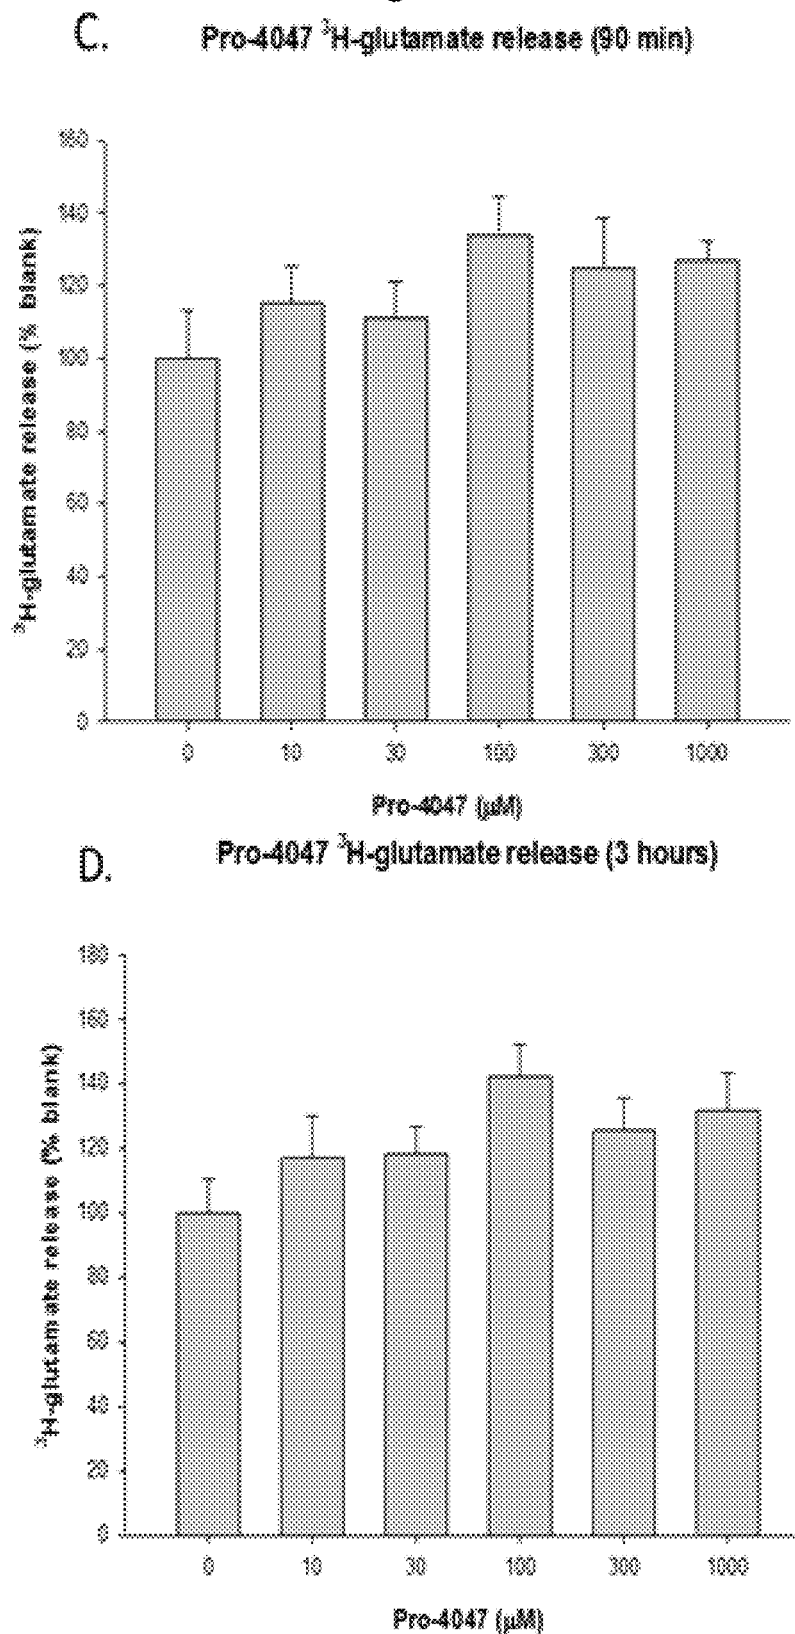 C.
Pro-4047 ³H-glutamate release (90 min)
³H-glutamate release (% blank)
160
140
120
100
80
60
40
20
0
0 10 30 100 300 1000
Pro-4047 (µM)
D.
Pro-4047 ³H-glutamate release (3 hours)
³H-glutamate release (% blank)
180
160
140
120
100
80
60
40
20
0
0 10 30 100 300 1000
Pro-4047 (µM)